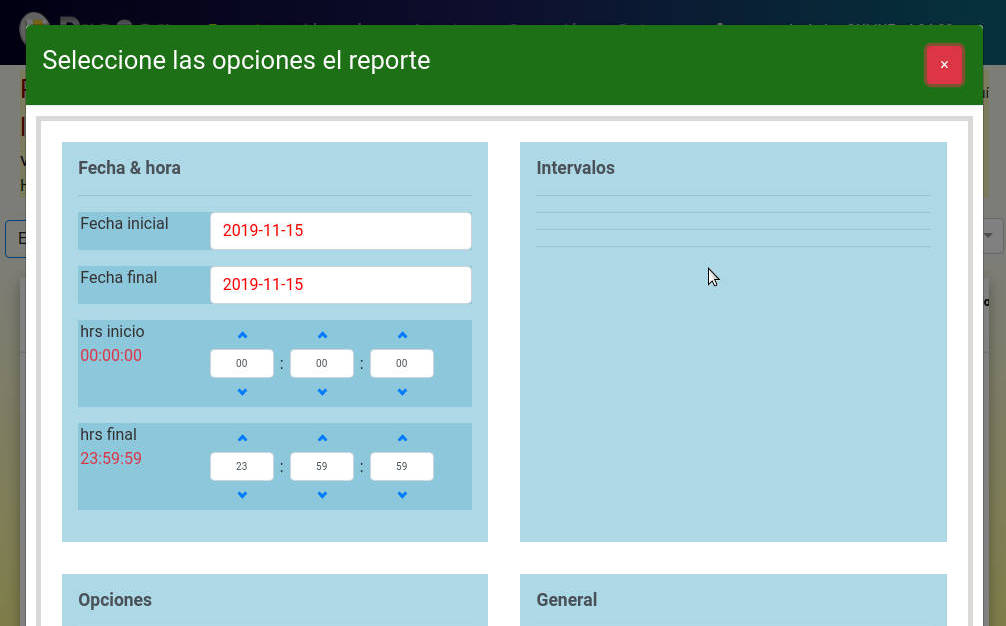 Seleccione las opciones el reporte
×
Fecha & hora
Fecha inicial
2019-11-15
Fecha final
2019-11-15
hrs inicio
00:00:00
00 : 00 : 00
hrs final
23:59:59
23 : 59 : 59
Intervalos
Opciones
General